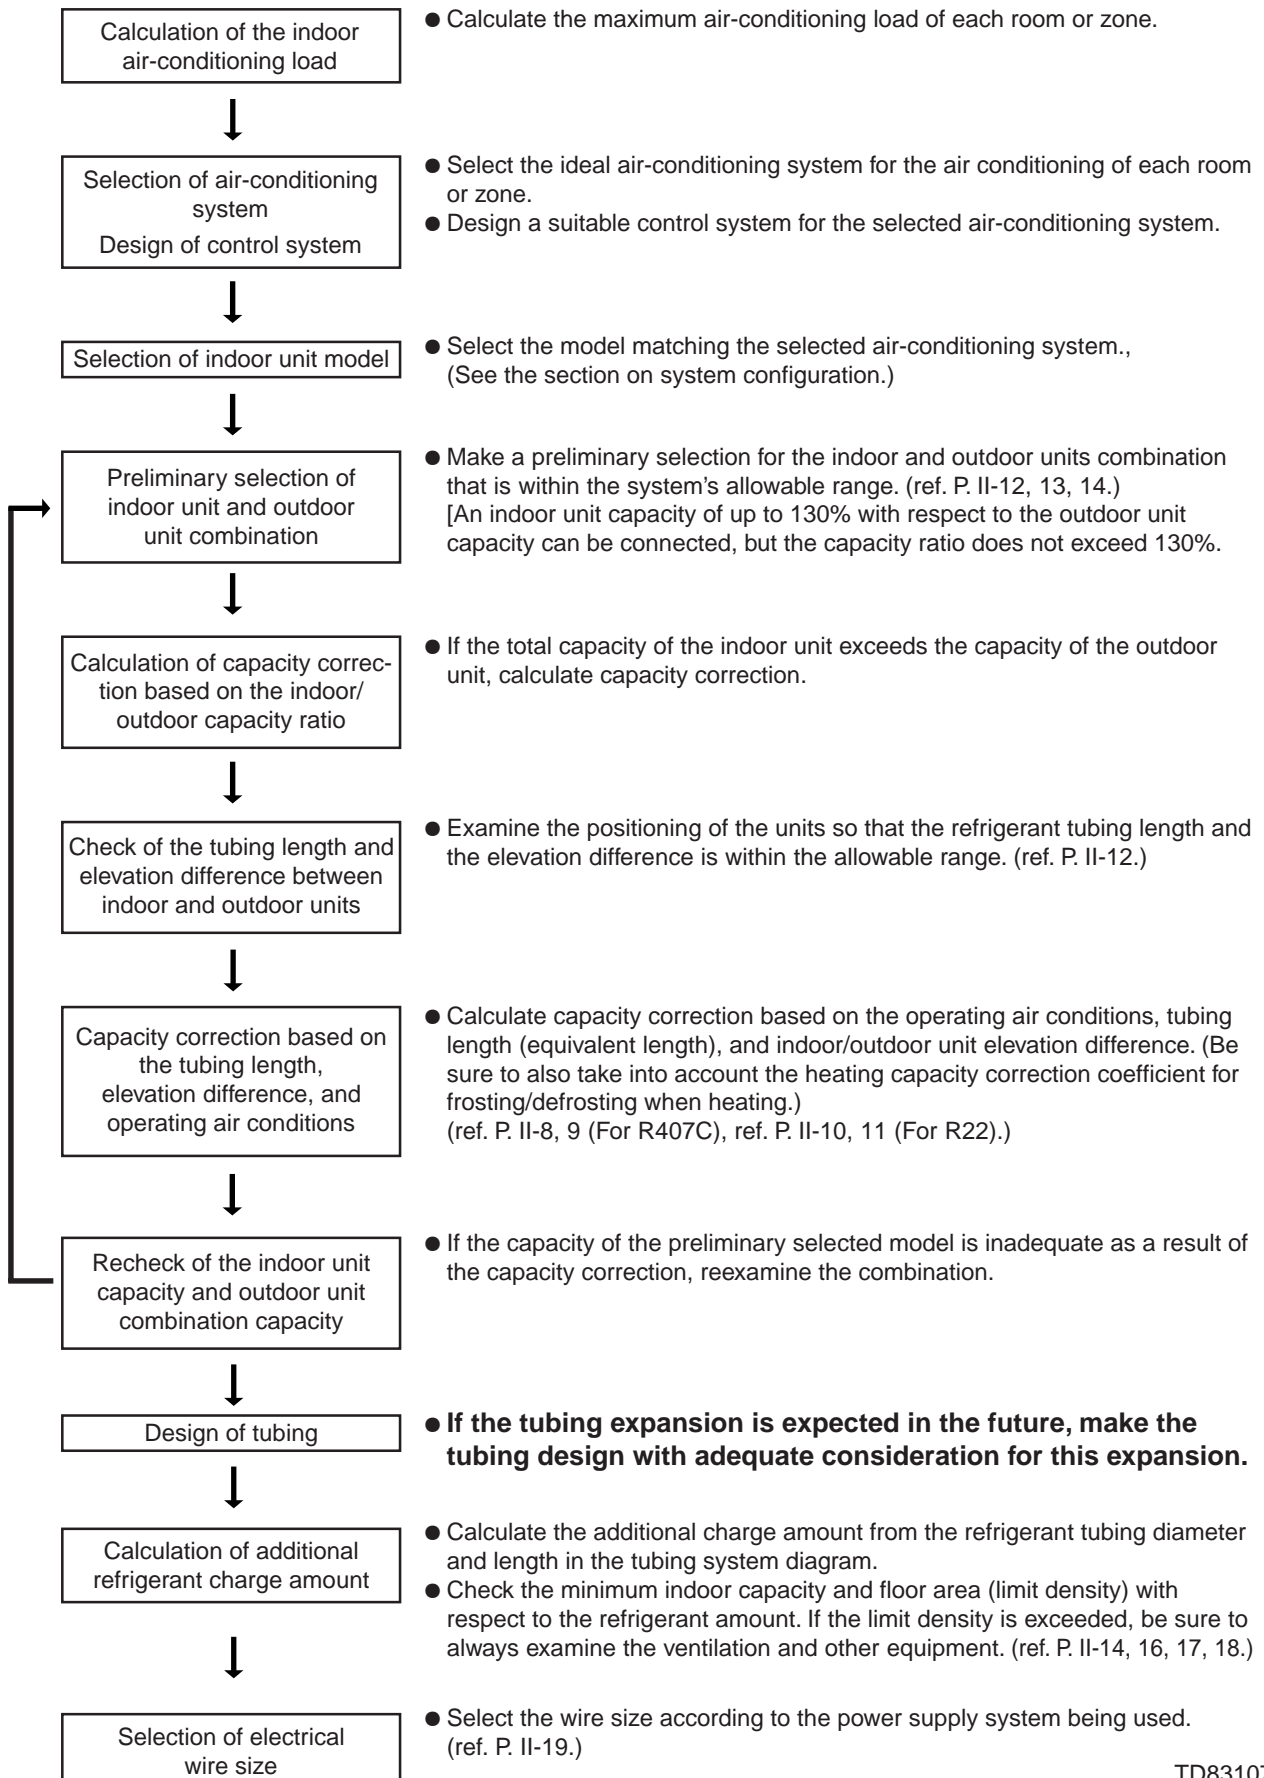 Calculation of the indoor
air-conditioning load
● Calculate the maximum air-conditioning load of each room or zone.
Selection of air-conditioning
system
Design of control system
● Select the ideal air-conditioning system for the air conditioning of each room
or zone.
● Design a suitable control system for the selected air-conditioning system.
Selection of indoor unit model
● Select the model matching the selected air-conditioning system.,
(See the section on system configuration.)
Preliminary selection of
indoor unit and outdoor
unit combination
● Make a preliminary selection for the indoor and outdoor units combination
that is within the system's allowable range. (ref. P. II-12, 13, 14.)
[An indoor unit capacity of up to 130% with respect to the outdoor unit
capacity can be connected, but the capacity ratio does not exceed 130%.
Calculation of capacity correc-
tion based on the indoor/
outdoor capacity ratio
● If the total capacity of the indoor unit exceeds the capacity of the outdoor
unit, calculate capacity correction.
Check of the tubing length and
elevation difference between
indoor and outdoor units
● Examine the positioning of the units so that the refrigerant tubing length and
the elevation difference is within the allowable range. (ref. P. II-12.)
Capacity correction based on
the tubing length,
elevation difference, and
operating air conditions
● Calculate capacity correction based on the operating air conditions, tubing
length (equivalent length), and indoor/outdoor unit elevation difference. (Be
sure to also take into account the heating capacity correction coefficient for
frosting/defrosting when heating.)
(ref. P. II-8, 9 (For R407C), ref. P. II-10, 11 (For R22).)
Recheck of the indoor unit
capacity and outdoor unit
combination capacity
● If the capacity of the preliminary selected model is inadequate as a result of
the capacity correction, reexamine the combination.
Design of tubing
● If the tubing expansion is expected in the future, make the
tubing design with adequate consideration for this expansion.
Calculation of additional
refrigerant charge amount
● Calculate the additional charge amount from the refrigerant tubing diameter
and length in the tubing system diagram.
● Check the minimum indoor capacity and floor area (limit density) with
respect to the refrigerant amount. If the limit density is exceeded, be sure to
always examine the ventilation and other equipment. (ref. P. II-14, 16, 17, 18.)
Selection of electrical
wire size
● Select the wire size according to the power supply system being used.
(ref. P. II-19.)
TD83107